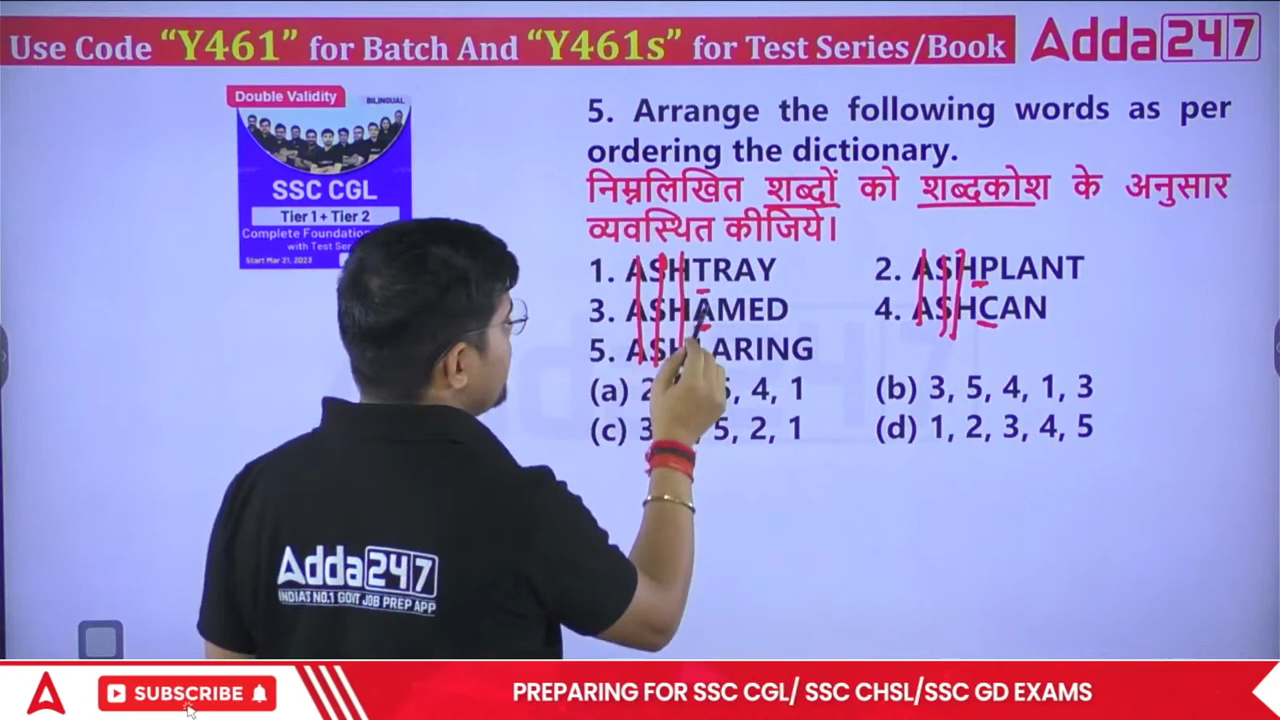 Use Code “Y461” for Batch And “Y461s” for Test Series/Book
Adda247
Double Validity
BILINGUAL
SSC CGL
Tier 1 + Tier 2
Complete
with Test
Start Mar 21, 2023
5. Arrange the following words as per
ordering the dictionary.
निम्नलिखित शब्दों को शब्दकोश के अनुसार
व्यवस्थित कीजिये।
1. ASHTRAY 2. ASHPLANT
3. ASHAMED 4. ASHCAN
5. ASHLARING
(a) 2, 5, 4, 1 (b) 3, 5, 4, 1, 3
(c) 3, 5, 2, 1 (d) 1, 2, 3, 4, 5
Adda247
INDIA'S NO.1 GOVT JOB PREP APP
SUBSCRIBE
PREPARING FOR SSC CGL/ SSC CHSL/SSC GD EXAMS